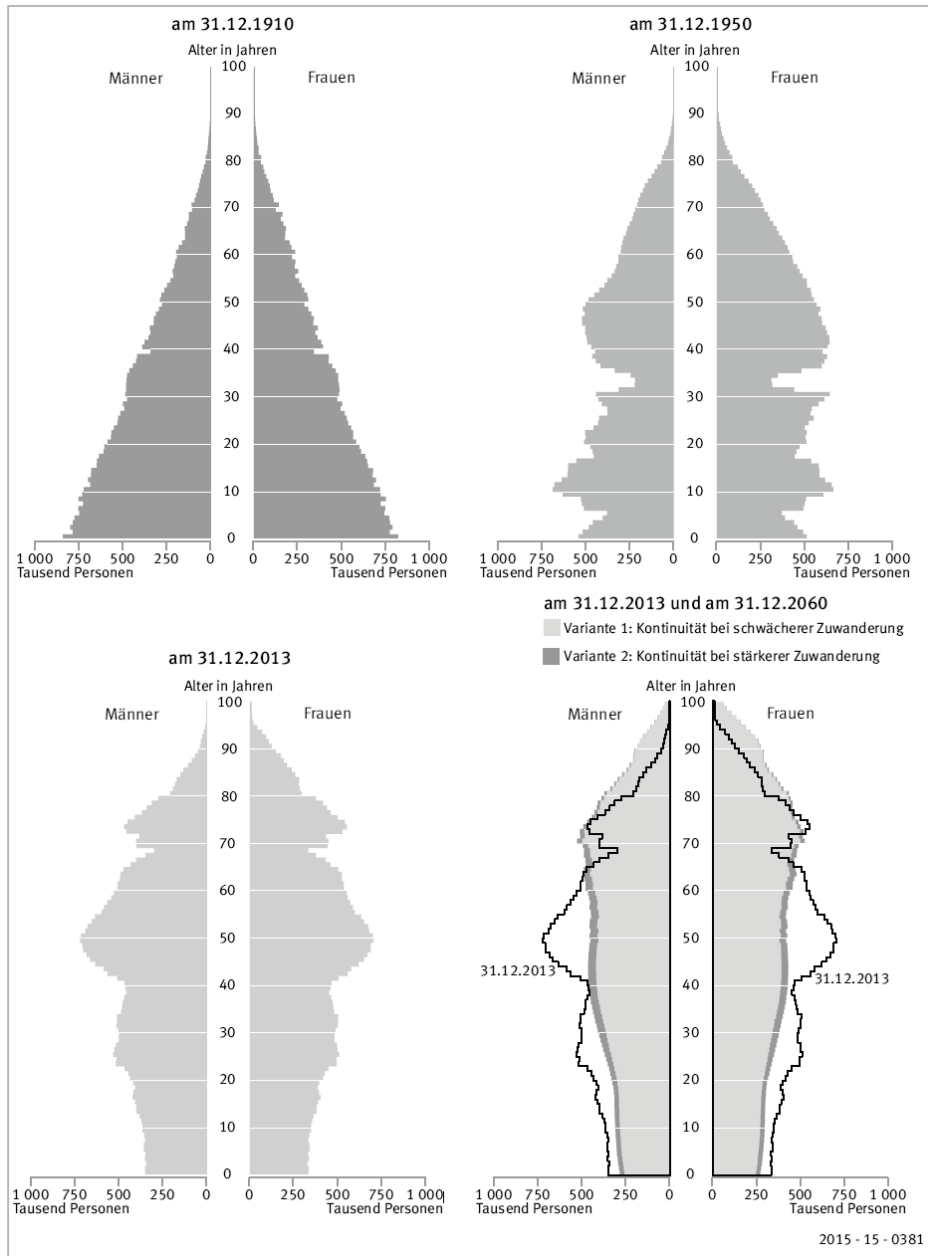 am 31.12.1910
Alter in Jahren
100
Männer
Frauen
90
80
70
60
50
40
30
20
10
0
1 000 750 500 250 0
0 250 500 750 1 000
Tausend Personen
Tausend Personen
am 31.12.1950
Alter in Jahren
100
Männer
Frauen
90
80
70
60
50
40
30
20
10
0
1 000 750 500 250 0
0 250 500 750 1 000
Tausend Personen
Tausend Personen
am 31.12.2013
Alter in Jahren
100
Männer
Frauen
90
80
70
60
50
40
30
20
10
0
1 000 750 500 250 0
0 250 500 750 1 000
Tausend Personen
Tausend Personen
am 31.12.2013 und am 31.12.2060
Variante 1: Kontinuität bei schwächerer Zuwanderung
Variante 2: Kontinuität bei stärkerer Zuwanderung
Alter in Jahren
100
Männer
Frauen
90
80
70
60
50
31.12.2013
31.12.2013
40
30
20
10
0
1 000 750 500 250 0
0 250 500 750 1 000
Tausend Personen
Tausend Personen
2015 - 15 - 0381